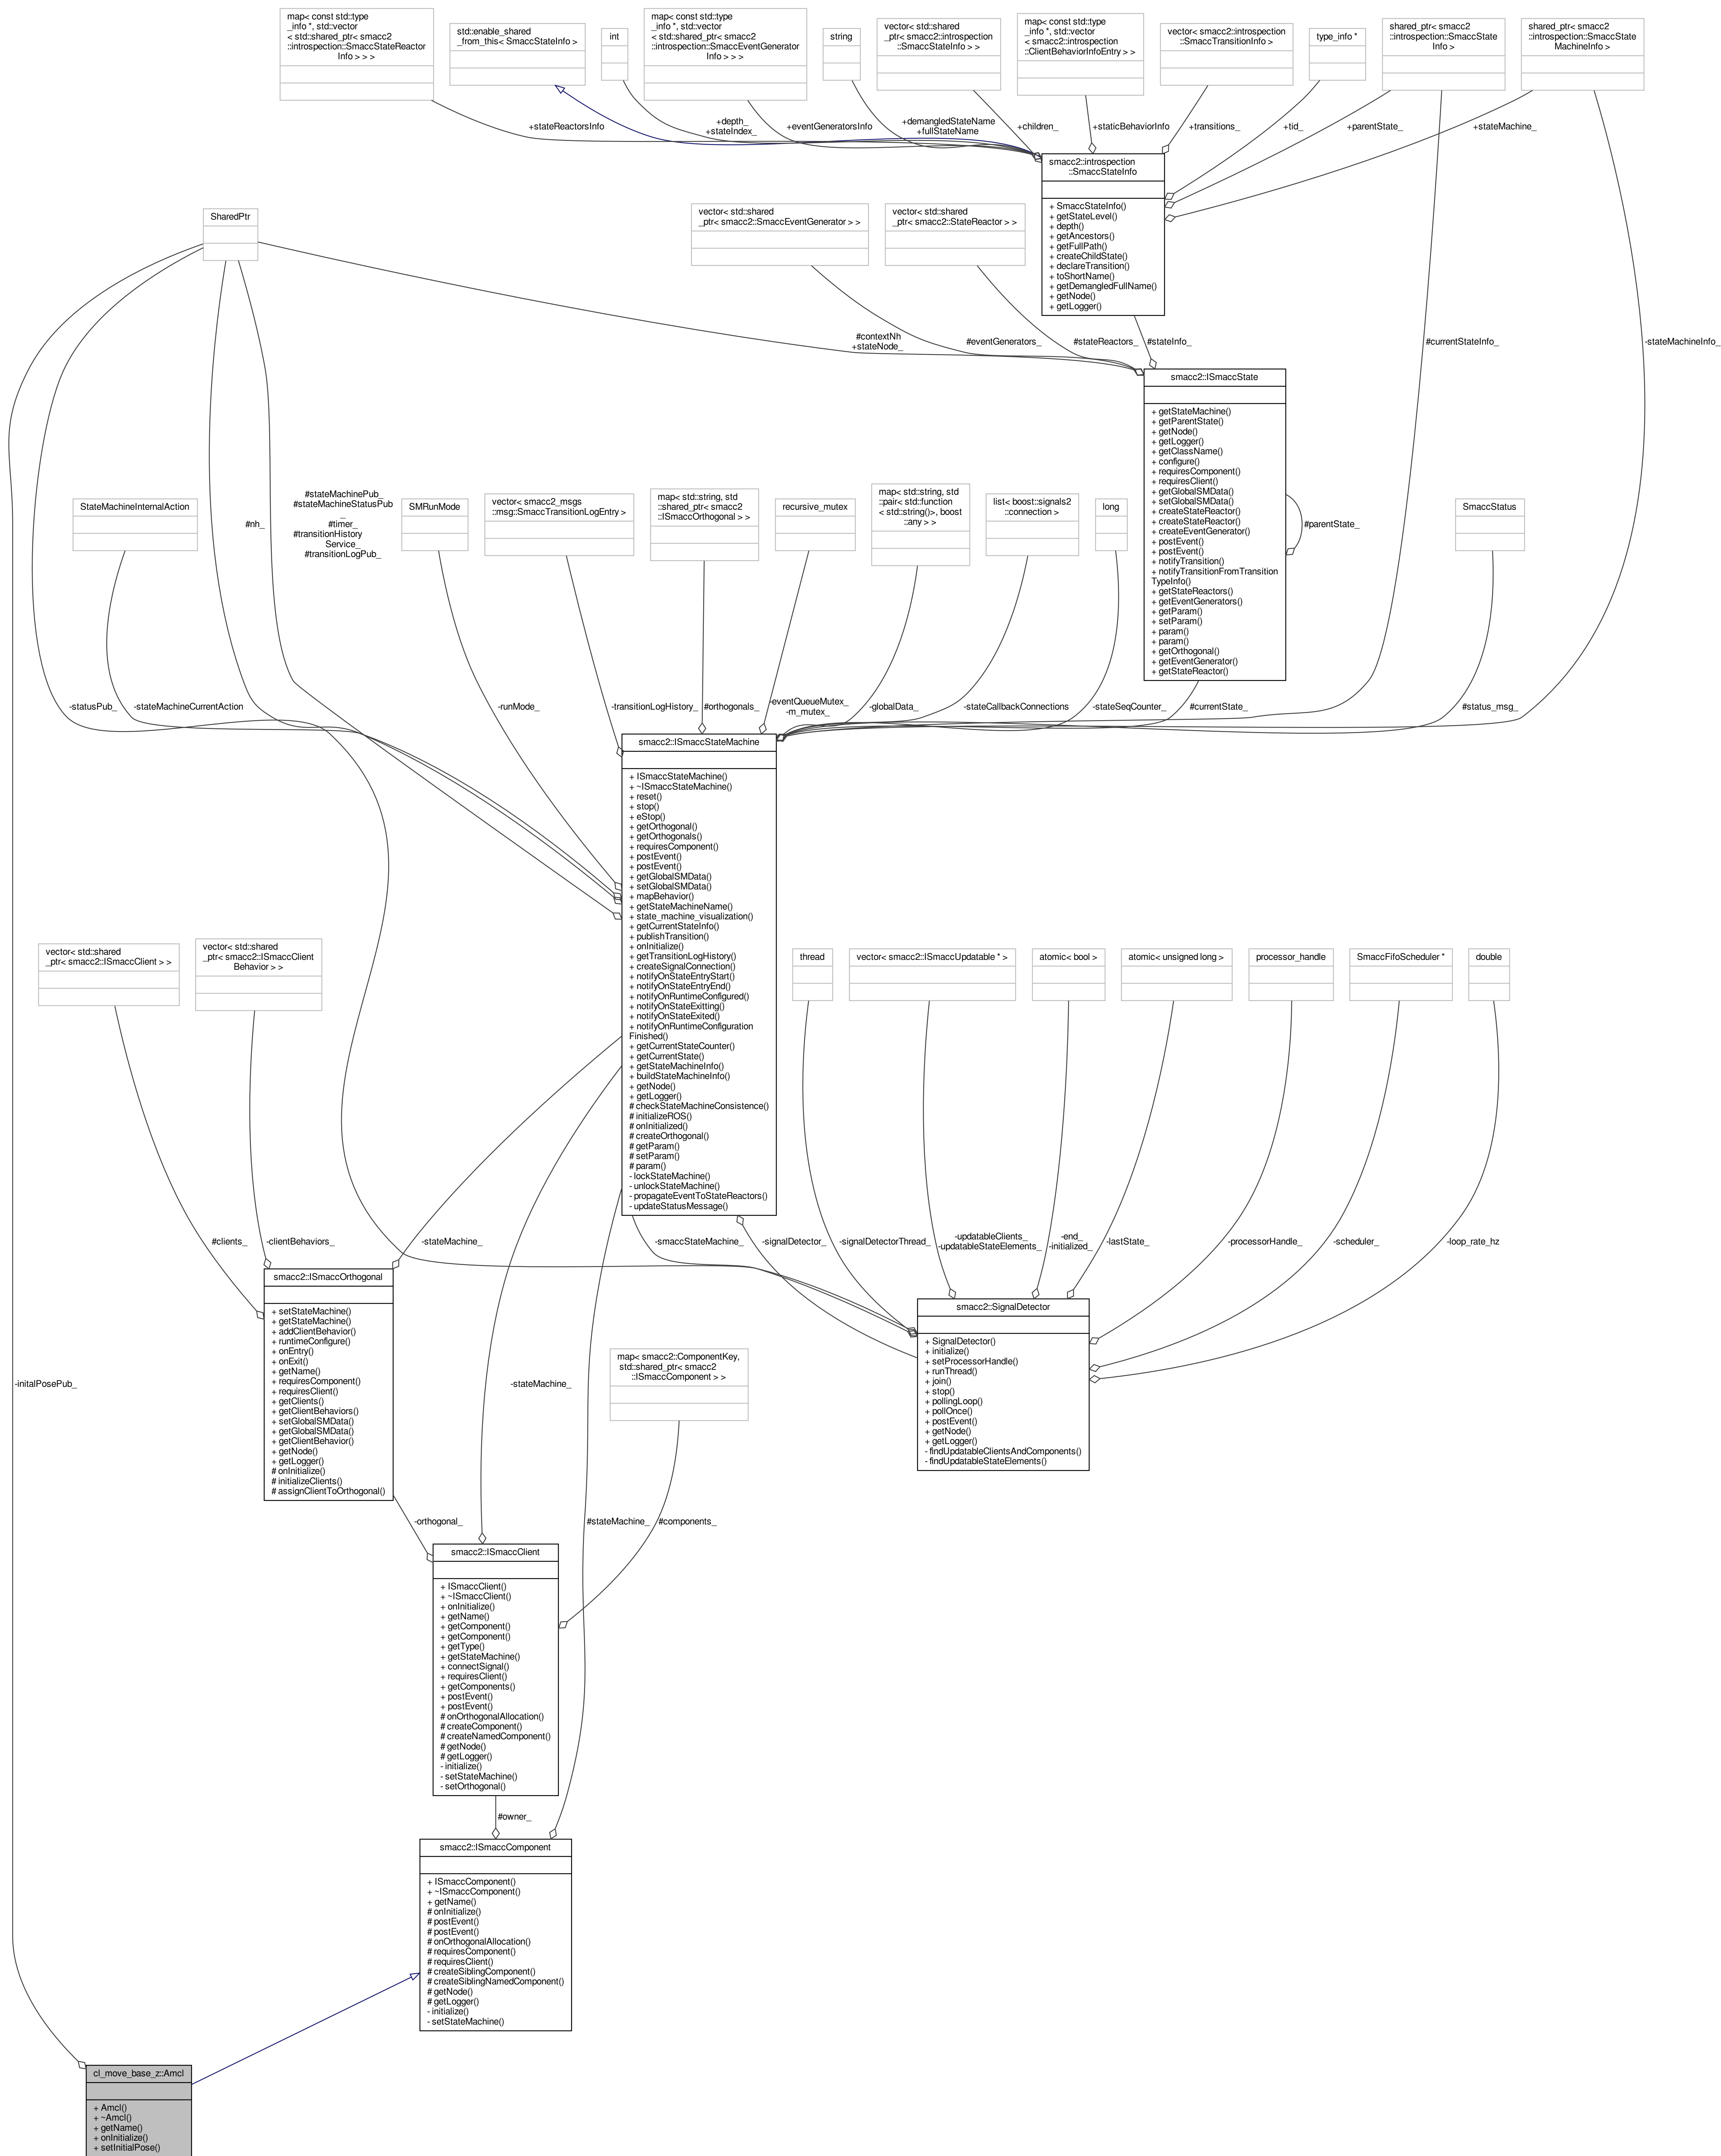 map< const std::type
_info *, std::vector
< std::shared_ptr< smacc2
::introspection::SmaccStateReactor
Info > > >
std::enable_shared
_from_this< SmaccStateInfo >
int
map< const std::type
_info *, std::vector
< std::shared_ptr< smacc2
::introspection::SmaccEventGenerator
Info > > >
string
vector< std::shared
_ptr< smacc2::introspection
::SmaccStateInfo > >
map< const std::type
_info *, std::vector
< smacc2::introspection
::ClientBehaviorInfoEntry > >
vector< smacc2::introspection
::SmaccTransitionInfo >
type_info *
shared_ptr< smacc2
::introspection::SmaccState
Info >
shared_ptr< smacc2
::introspection::SmaccState
MachineInfo >
+stateReactorsInfo
+depth_
+stateIndex_
+eventGeneratorsInfo
+demangledStateName
+fullStateName
+children_
+staticBehaviorInfo
+transitions_
+tid_
+parentState_
+stateMachine_
smacc2::introspection
::SmaccStateInfo
+ SmaccStateInfo()
+ getStateLevel()
+ depth()
+ getAncestors()
+ getFullPath()
+ createChildState()
+ declareTransition()
+ toShortName()
+ getDemangledFullName()
+ getNode()
+ getLogger()
SharedPtr
vector< std::shared
_ptr< smacc2::SmaccEventGenerator > >
vector< std::shared
_ptr< smacc2::StateReactor > >
#contextNh
+stateNode_
#eventGenerators_
#stateReactors_
#stateInfo_
#currentStateInfo_
-stateMachineInfo_
smacc2::ISmaccState
+ getStateMachine()
+ getParentState()
+ getNode()
+ getLogger()
+ getClassName()
+ configure()
+ requiresComponent()
+ requiresClient()
+ getGlobalSMData()
+ setGlobalSMData()
+ createStateReactor()
+ createStateReactor()
+ createEventGenerator()
+ postEvent()
+ postEvent()
+ notifyTransition()
+ notifyTransitionFromTransition
TypeInfo()
+ getStateReactors()
+ getEventGenerators()
+ getParam()
+ setParam()
+ param()
+ param()
+ getOrthogonal()
+ getEventGenerator()
+ getStateReactor()
#parentState_
StateMachineInternalAction
#nh_
#stateMachinePub_
#stateMachineStatusPub
_
#timer_
#transitionHistory
Service_
#transitionLogPub_
SMRunMode
vector< smacc2_msgs
::msg::SmaccTransitionLogEntry >
map< std::string, std
::shared_ptr< smacc2
::ISmaccOrthogonal > >
recursive_mutex
map< std::string, std
::pair< std::function
< std::string()>, boost
::any > >
list< boost::signals2
::connection >
long
SmaccStatus
-statusPub_
-stateMachineCurrentAction
-runMode_
-transitionLogHistory_
#orthogonals_
-eventQueueMutex_
-m_mutex_
-globalData_
-stateCallbackConnections
-stateSeqCounter_
#currentState_
#status_msg_
smacc2::ISmaccStateMachine
+ ISmaccStateMachine()
+ ~ISmaccStateMachine()
+ reset()
+ stop()
+ eStop()
+ getOrthogonal()
+ getOrthogonals()
+ requiresComponent()
+ postEvent()
+ postEvent()
+ getGlobalSMData()
+ setGlobalSMData()
+ mapBehavior()
+ getStateMachineName()
+ state_machine_visualization()
+ getCurrentStateInfo()
+ publishTransition()
+ onInitialize()
+ getTransitionLogHistory()
+ createSignalConnection()
+ notifyOnStateEntryStart()
+ notifyOnStateEntryEnd()
+ notifyOnRuntimeConfigured()
+ notifyOnStateExitting()
+ notifyOnStateExited()
+ notifyOnRuntimeConfiguration
Finished()
+ getCurrentStateCounter()
+ getCurrentState()
+ getStateMachineInfo()
+ buildStateMachineInfo()
+ getNode()
+ getLogger()
# checkStateMachineConsistence()
# initializeROS()
# onInitialized()
# createOrthogonal()
# getParam()
# setParam()
# param()
- lockStateMachine()
- unlockStateMachine()
- propagateEventToStateReactors()
- updateStatusMessage()
vector< std::shared
_ptr< smacc2::ISmaccClient > >
vector< std::shared
_ptr< smacc2::ISmaccClient
Behavior > >
thread
vector< smacc2::ISmaccUpdatable * >
atomic< bool >
atomic< unsigned long >
processor_handle
SmaccFifoScheduler *
double
#clients_
-clientBehaviors_
-stateMachine_
-smaccStateMachine_
-signalDetector_
-signalDetectorThread_
-updatableClients_
-updatableStateElements_
-end_
-initialized_
-lastState_
-processorHandle_
-scheduler_
-loop_rate_hz
smacc2::ISmaccOrthogonal
+ setStateMachine()
+ getStateMachine()
+ addClientBehavior()
+ runtimeConfigure()
+ onEntry()
+ onExit()
+ getName()
+ requiresComponent()
+ requiresClient()
+ getClients()
+ getClientBehaviors()
+ setGlobalSMData()
+ getGlobalSMData()
+ getClientBehavior()
+ getNode()
+ getLogger()
# onInitialize()
# initializeClients()
# assignClientToOrthogonal()
smacc2::SignalDetector
+ SignalDetector()
+ initialize()
+ setProcessorHandle()
+ runThread()
+ join()
+ stop()
+ pollingLoop()
+ pollOnce()
+ postEvent()
+ getNode()
+ getLogger()
- findUpdatableClientsAndComponents()
- findUpdatableStateElements()
map< smacc2::ComponentKey,
std::shared_ptr< smacc2
::ISmaccComponent > >
-initalPosePub_
-stateMachine_
-orthogonal_
#stateMachine_
#components_
smacc2::ISmaccClient
+ ISmaccClient()
+ ~ISmaccClient()
+ onInitialize()
+ getName()
+ getComponent()
+ getComponent()
+ getType()
+ getStateMachine()
+ connectSignal()
+ requiresClient()
+ getComponents()
+ postEvent()
+ postEvent()
# onOrthogonalAllocation()
# createComponent()
# createNamedComponent()
# getNode()
# getLogger()
- initialize()
- setStateMachine()
- setOrthogonal()
#owner_
smacc2::ISmaccComponent
+ ISmaccComponent()
+ ~ISmaccComponent()
+ getName()
# onInitialize()
# postEvent()
# postEvent()
# onOrthogonalAllocation()
# requiresComponent()
# requiresClient()
# createSiblingComponent()
# createSiblingNamedComponent()
# getNode()
# getLogger()
- initialize()
- setStateMachine()
cl_move_base_z::Amcl
+ Amcl()
+ ~Amcl()
+ getName()
+ onInitialize()
+ setInitialPose()